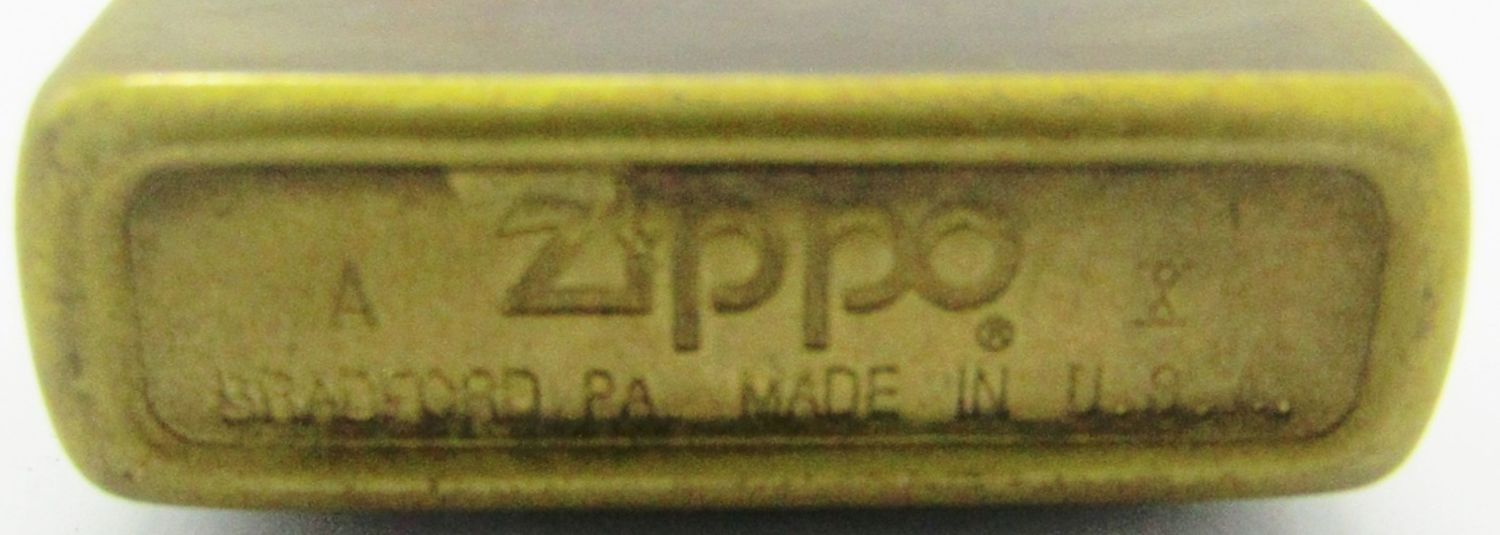 A Zippo® X
BRADFORD PA. MADE IN U.S.A.